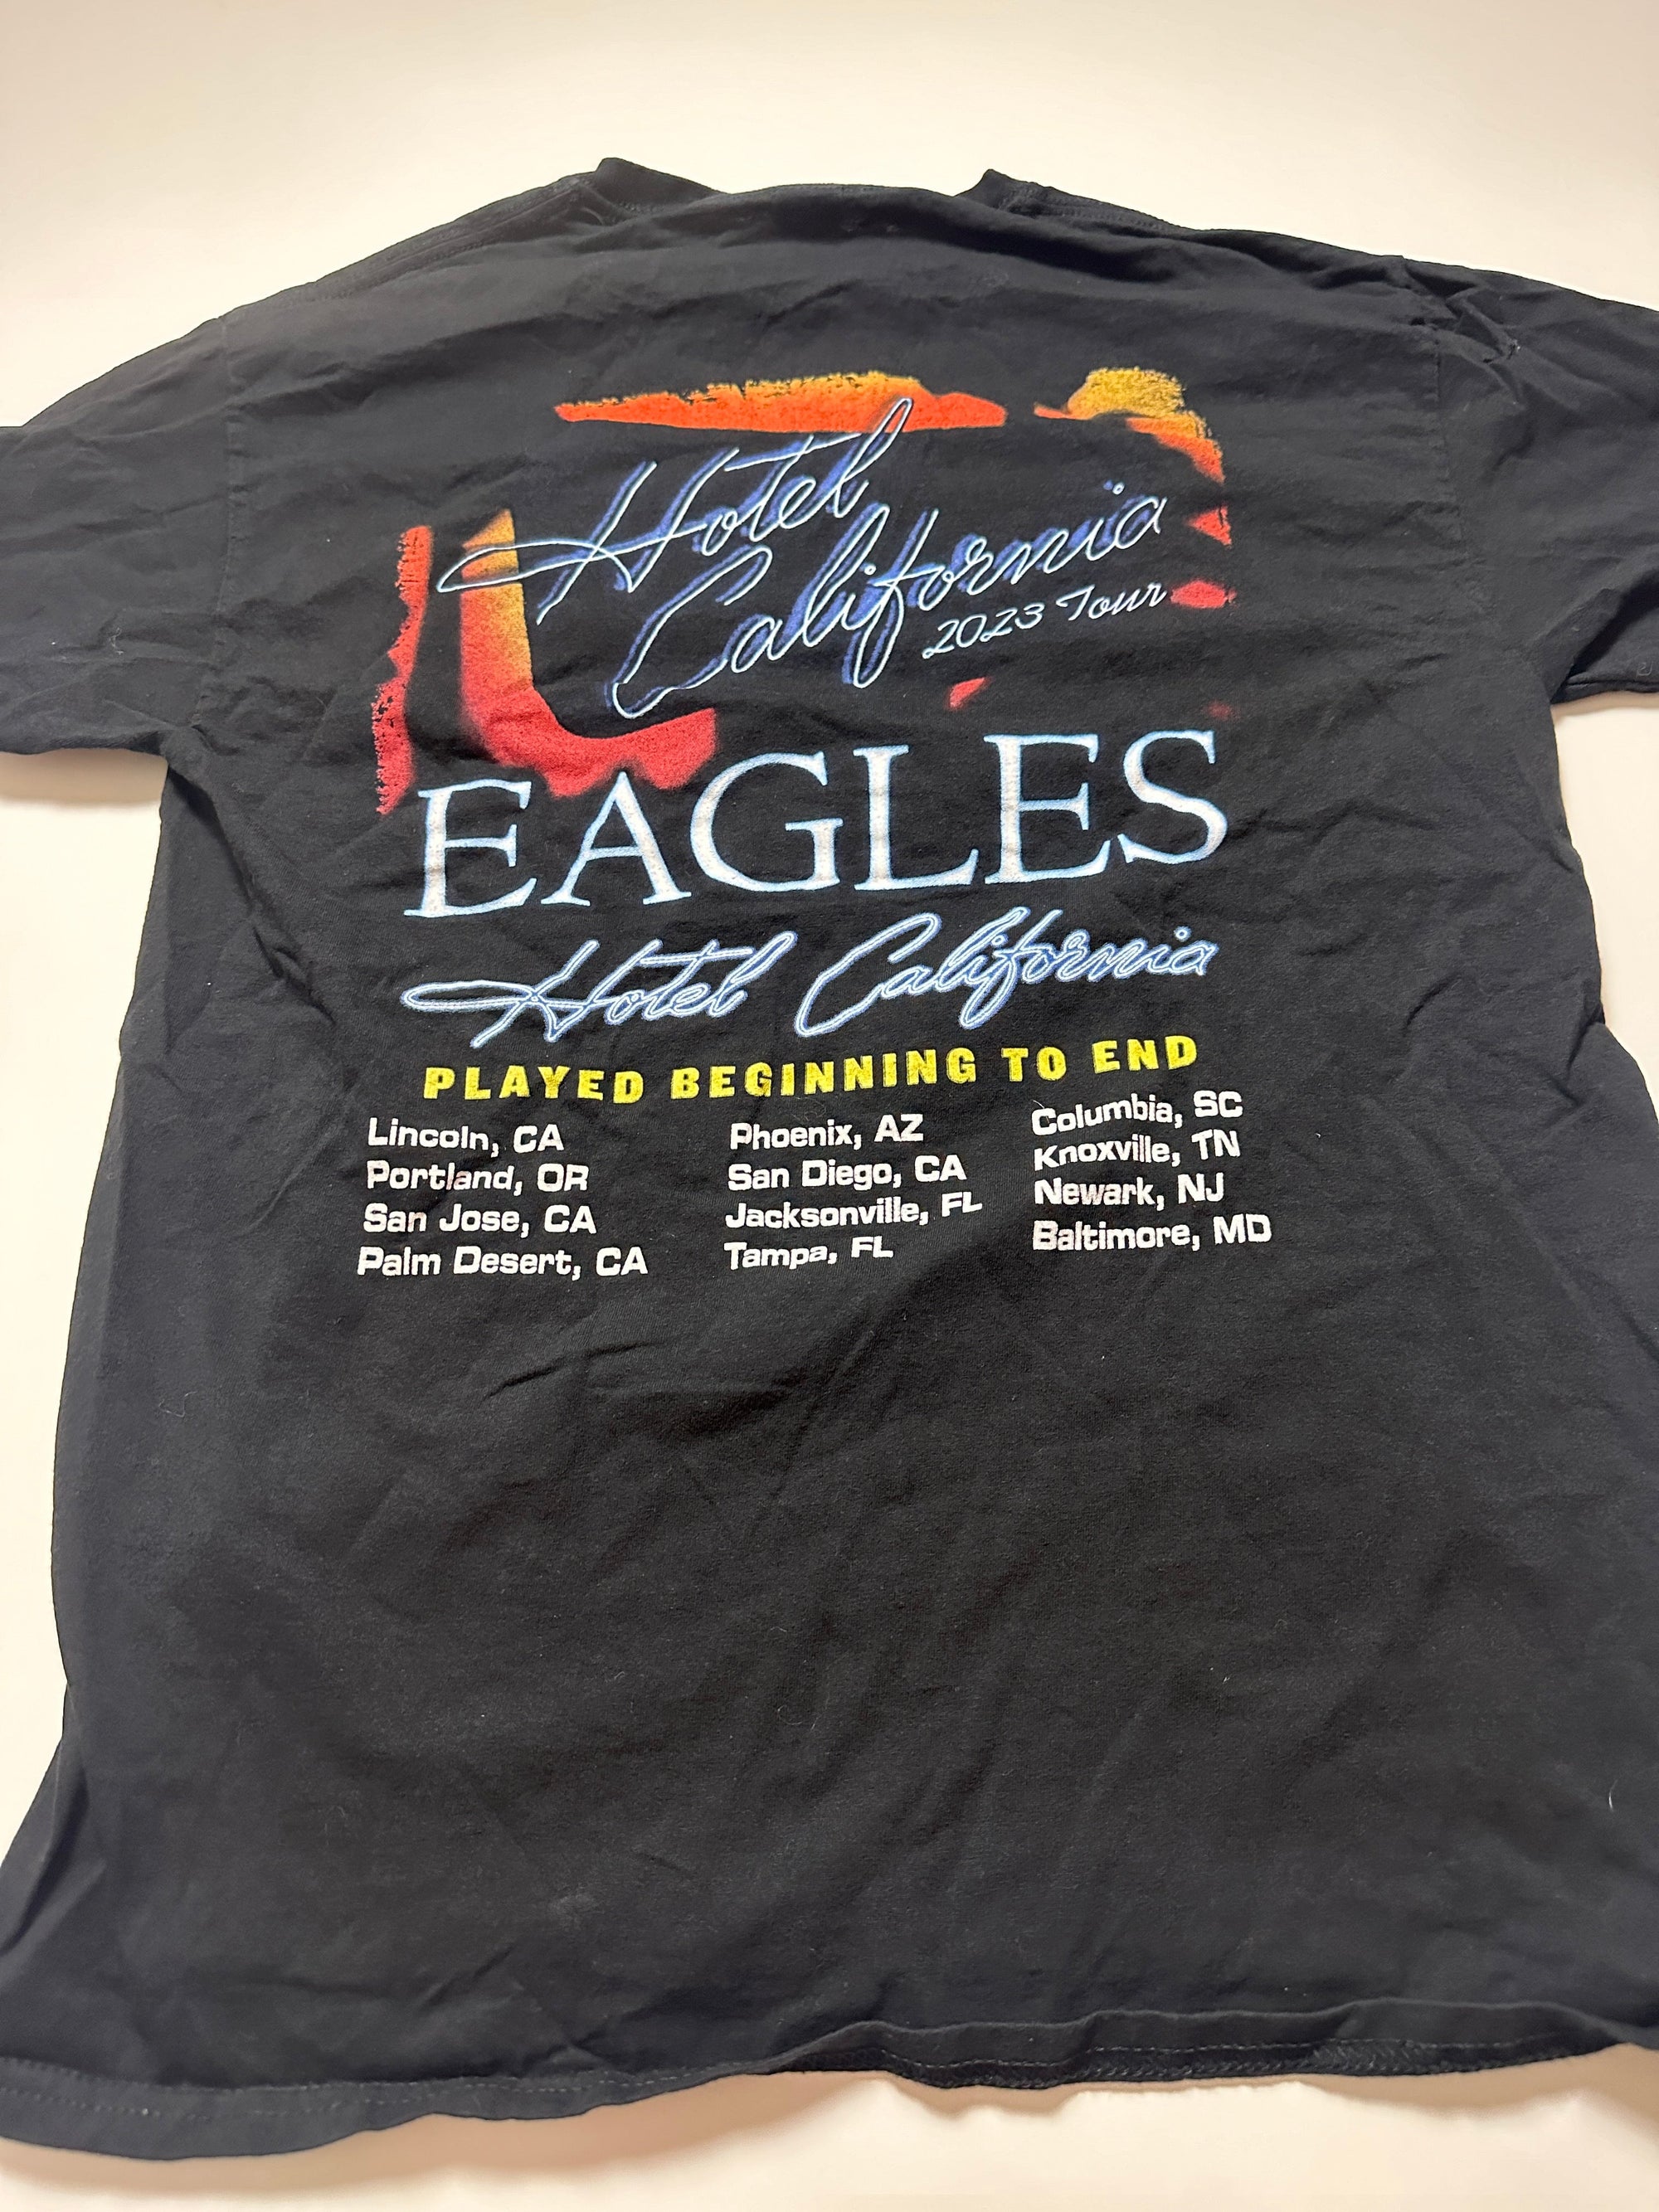 Hotel
California
2023 Tour
EAGLES
Hotel California
PLAYED BEGINNING TO END
Lincoln, CA
Portland, OR
San Jose, CA
Palm Desert, CA
Phoenix, AZ
San Diego, CA
Jacksonville, FL
Tampa, FL
Columbia, SC
Knoxville, TN
Newark, NJ
Baltimore, MD